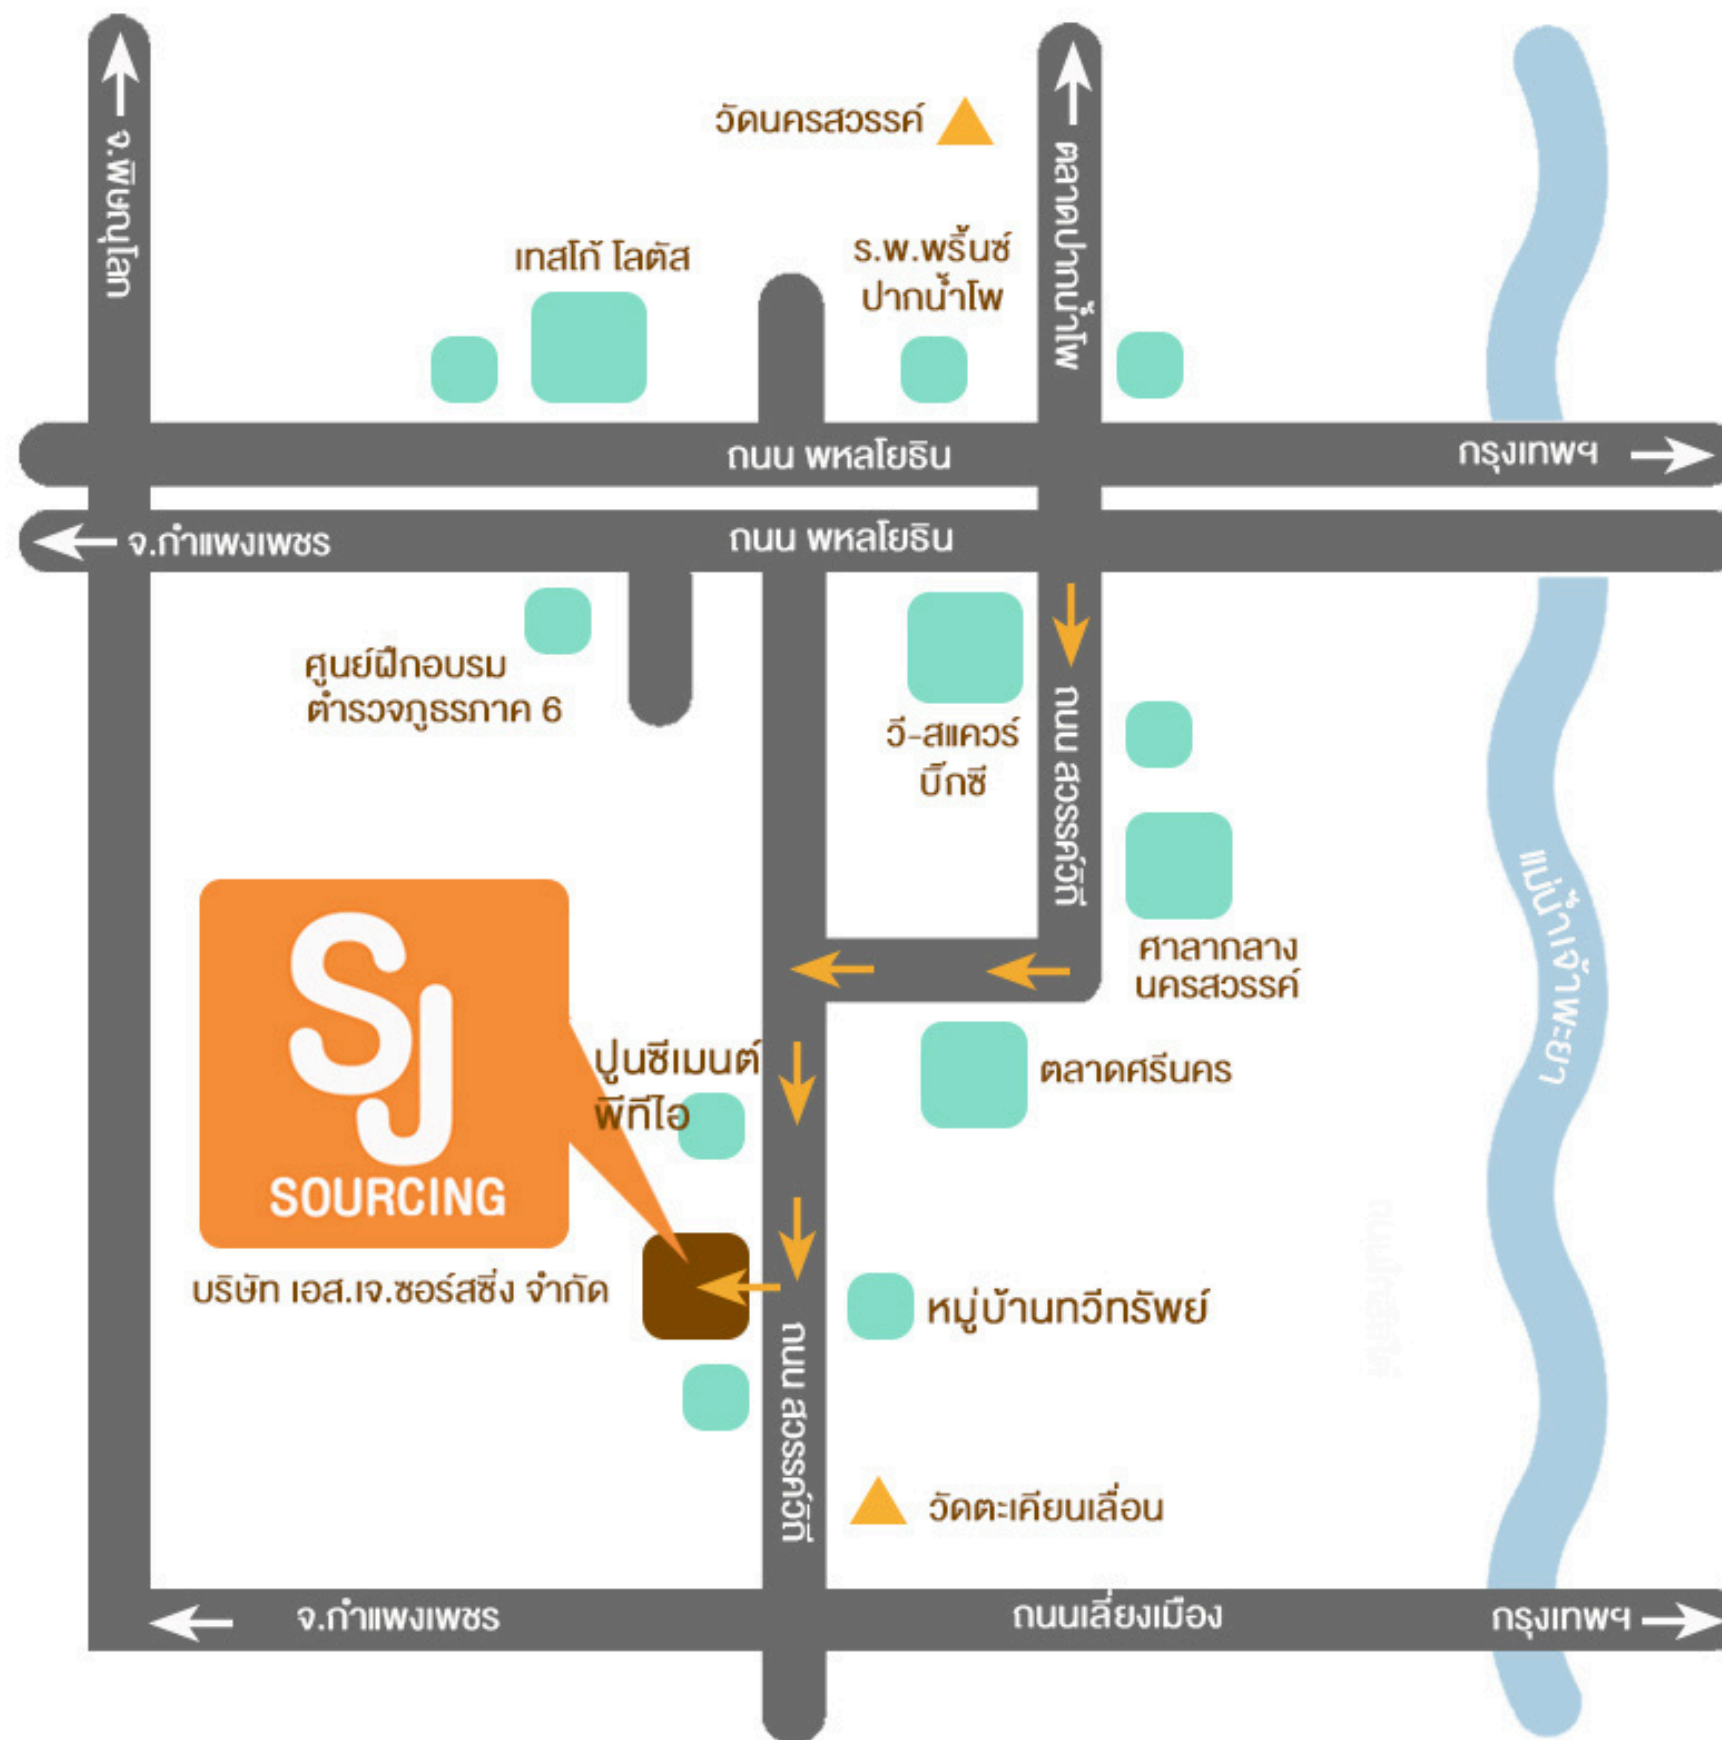 วัดนครสวรรค์
จ.พิษณุโลก
ตลาดปากน้ำโพ
เทสโก้ โลตัส
ร.พ.พริ้นซ์
ปากน้ำโพ
ถนน พหลโยธิน
กรุงเทพฯ
จ.กำแพงเพชร
ถนน พหลโยธิน
ศูนย์ฝึกอบรม
ตำรวจภูธรภาค 6
วี-สแควร์
บิ๊กซี
ถนน สวรรค์วิถี
ศาลากลาง
นครสวรรค์
แม่น้ำเจ้าพะยา
SJ
SOURCING
ปูนซีเมนต์
พีทีไอ
ตลาดศรีนคร
บริษัท เอส.เจ.ซอร์สซิ่ง จำกัด
หมู่บ้านทวีทรัพย์
ถนน สวรรค์วิถี
วัดตะเคียนเลื่อน
จ.กำแพงเพชร
ถนนเลี่ยงเมือง
กรุงเทพฯ